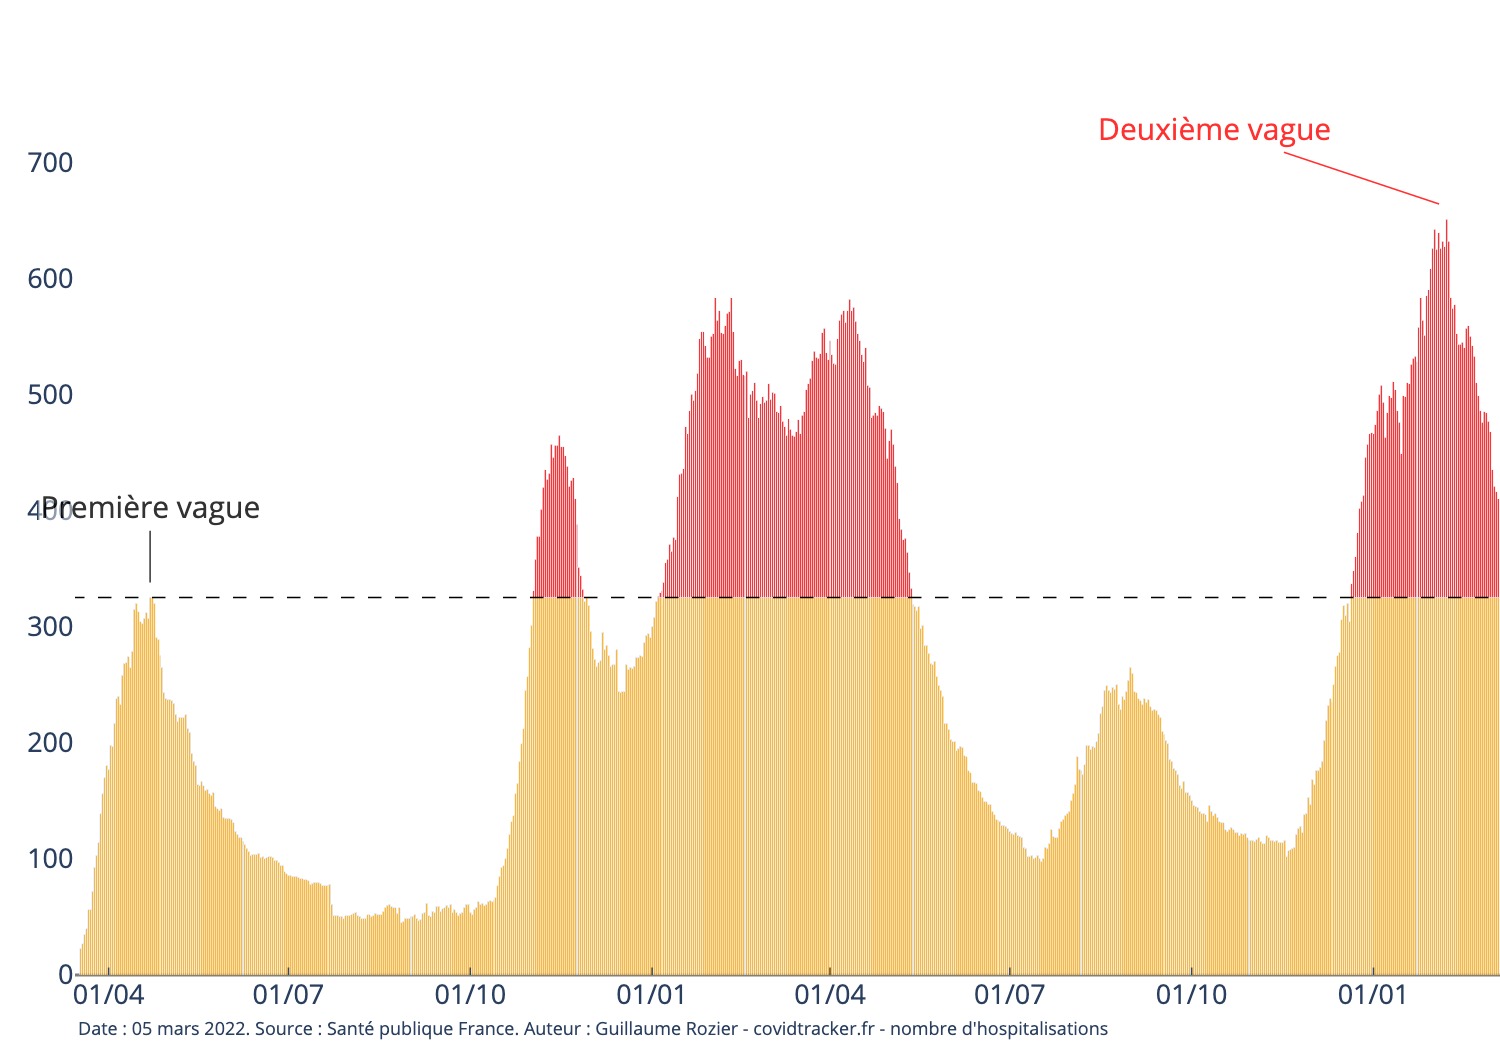 Deuxième vague
700
600
500
400
Première vague
300
200
100
0
01/04 01/07 01/10 01/01 01/04 01/07 01/10 01/01
Date : 05 mars 2022. Source : Santé publique France. Auteur : Guillaume Rozier - covidtracker.fr - nombre d'hospitalisations